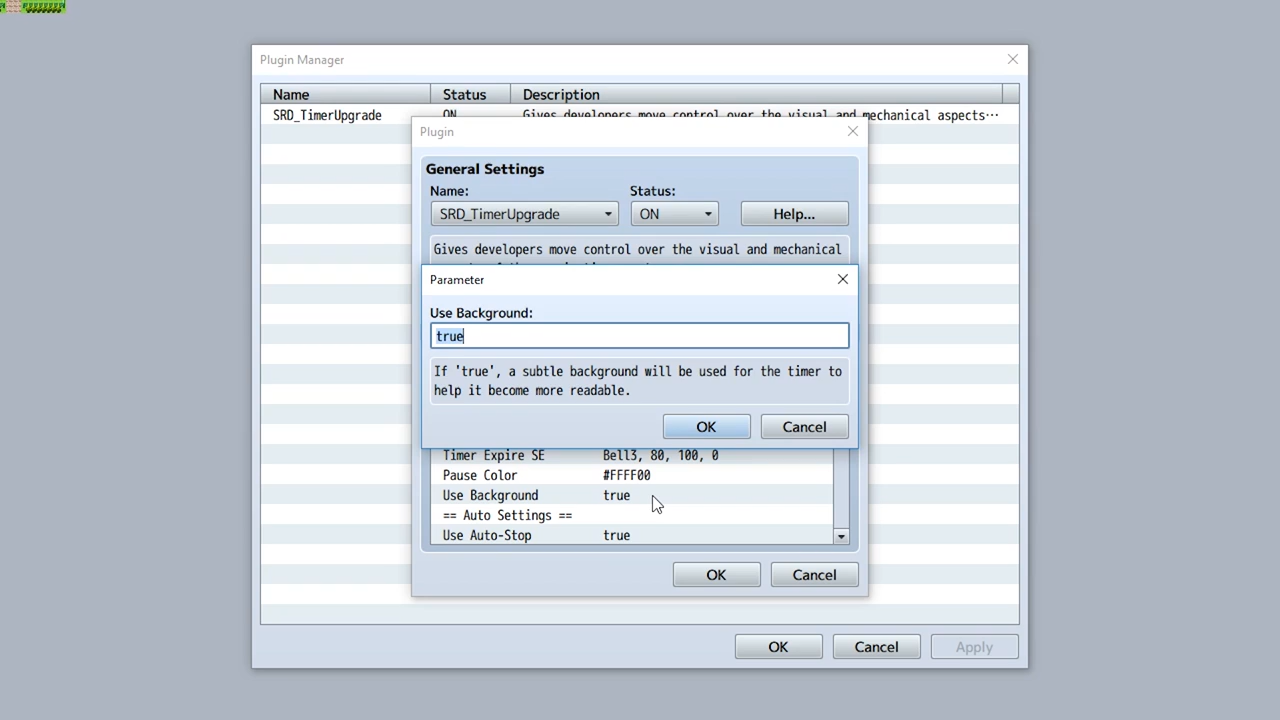 Plugin Manager
Name Status Description
SRD_TimerUpgrade ON Gives developers move control over the visual and mechanical aspects···
Plugin
General Settings
Name: Status:
SRD_TimerUpgrade ON Help...
Gives developers move control over the visual and mechanical
Parameter
Use Background:
true
If 'true', a subtle background will be used for the timer to
help it become more readable.
OK Cancel
Timer Expire SE Bell3, 80, 100, 0
Pause Color #FFFF00
Use Background true
== Auto Settings ==
Use Auto-Stop true
OK Cancel
OK Cancel Apply